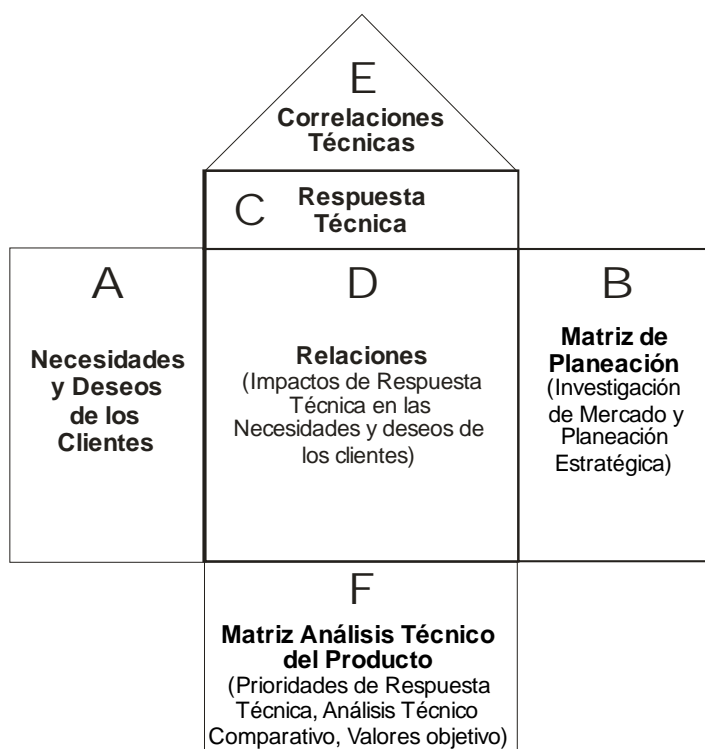 E
Correlaciones
Técnicas
C
Respuesta
Técnica
A
Necesidades
y Deseos
de los
Clientes
D
Relaciones
(Impactos de Respuesta
Técnica en las
Necesidades y deseos de
los clientes)
B
Matriz de
Planeación
(Investigación
de Mercado y
Planeación
Estratégica)
F
Matriz Análisis Técnico
del Producto
(Prioridades de Respuesta
Técnica, Análisis Técnico
Comparativo, Valores objetivo)